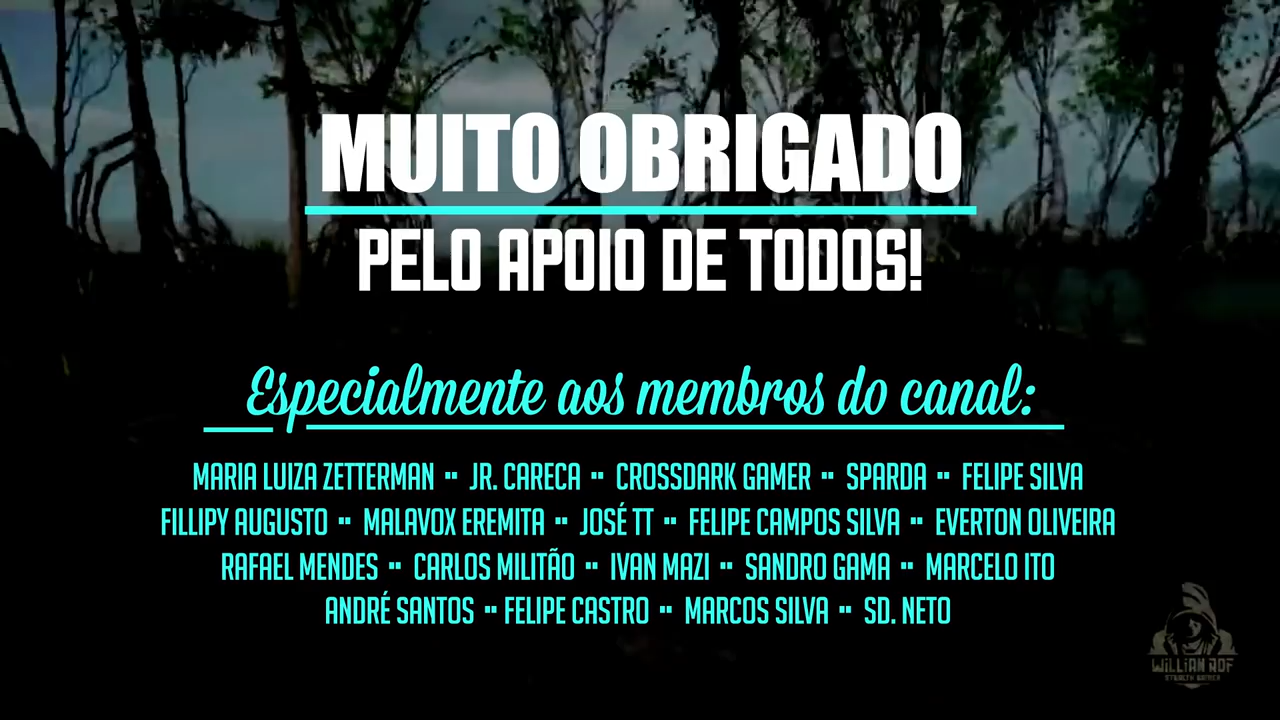 MUITO OBRIGADO
PELO APOIO DE TODOS!
Especialmente aos membros do canal:
MARIA LUIZA ZETTERMAN •• JR. CARECA •• CROSSDARK GAMER •• SPARDA •• FELIPE SILVA
FILLIPY AUGUSTO •• MALAVOX EREMITA •• JOSÉ TT •• FELIPE CAMPOS SILVA •• EVERTON OLIVEIRA
RAFAEL MENDES •• CARLOS MILITÃO •• IVAN MAZI •• SANDRO GAMA •• MARCELO ITO
ANDRÉ SANTOS •• FELIPE CASTRO •• MARCOS SILVA •• SD. NETO
WILLIAN ROF
STEALTH GAMER